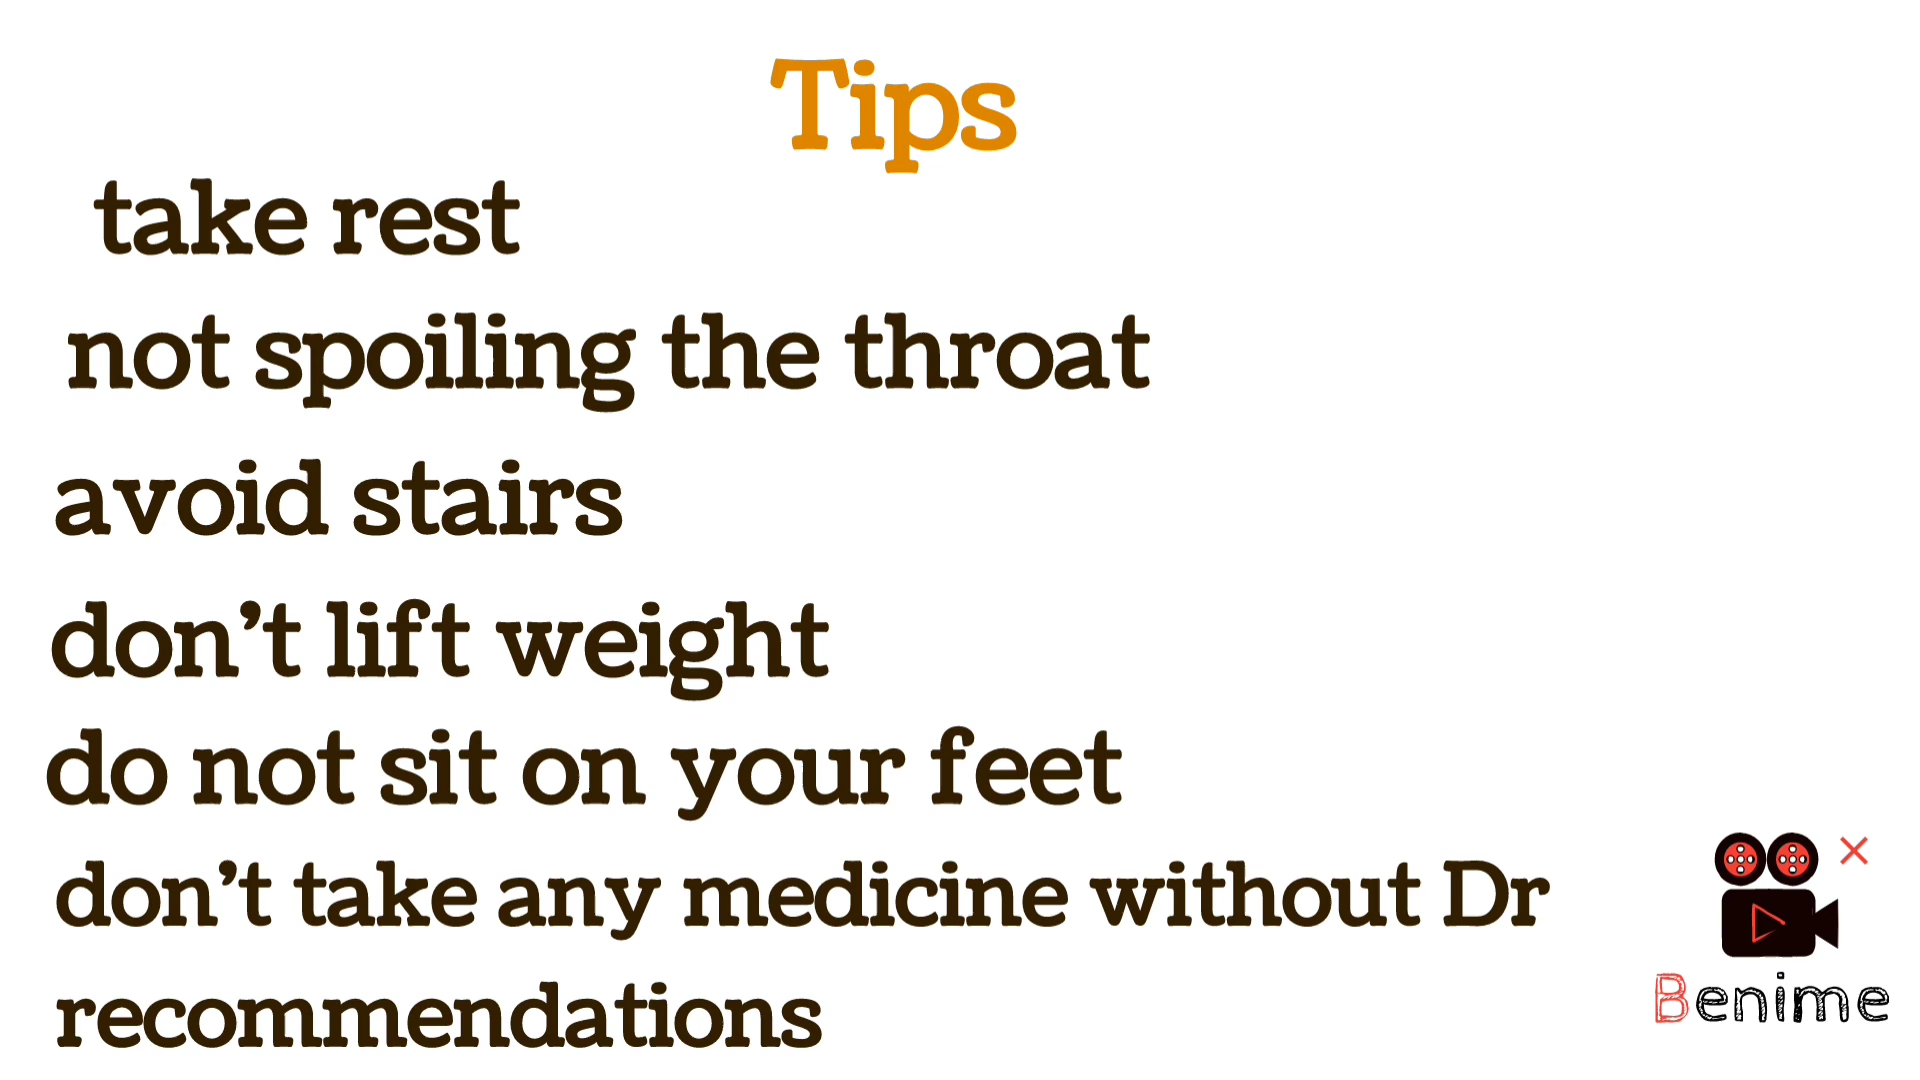 Tips
take rest
not spoiling the throat
avoid stairs
don’t lift weight
do not sit on your feet
don’t take any medicine without Dr
recommendations
Benime